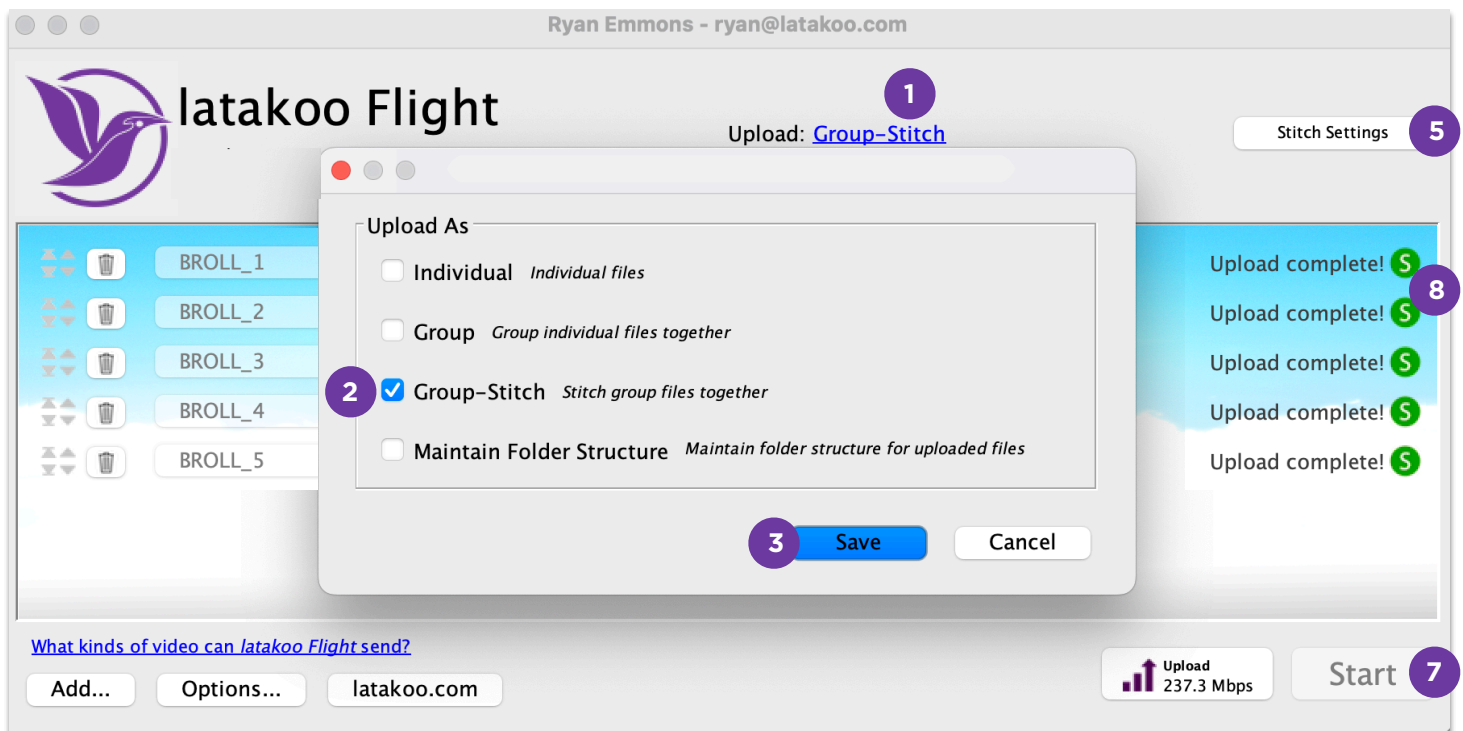 Ryan Emmons - ryan@latakoo.com
latakoo Flight
1
Upload: Group-Stitch
Stitch Settings 5
Upload As
Individual Individual files
Group Group individual files together
2 Group-Stitch Stitch group files together
Maintain Folder Structure Maintain folder structure for uploaded files
3 Save Cancel
BROLL_1 Upload complete! S
8
BROLL_2 Upload complete! S
BROLL_3 Upload complete! S
BROLL_4 Upload complete! S
BROLL_5 Upload complete! S
What kinds of video can latakoo Flight send?
Add... Options... latakoo.com
Upload
237.3 Mbps
Start 7